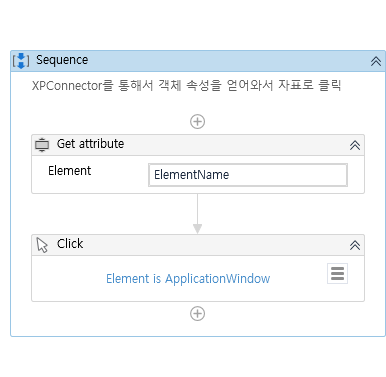 Sequence
XPConnector를 통해서 객체 속성을 얻어와서 자표로 클릭
Get attribute
Element
ElementName
Click
Element is ApplicationWindow